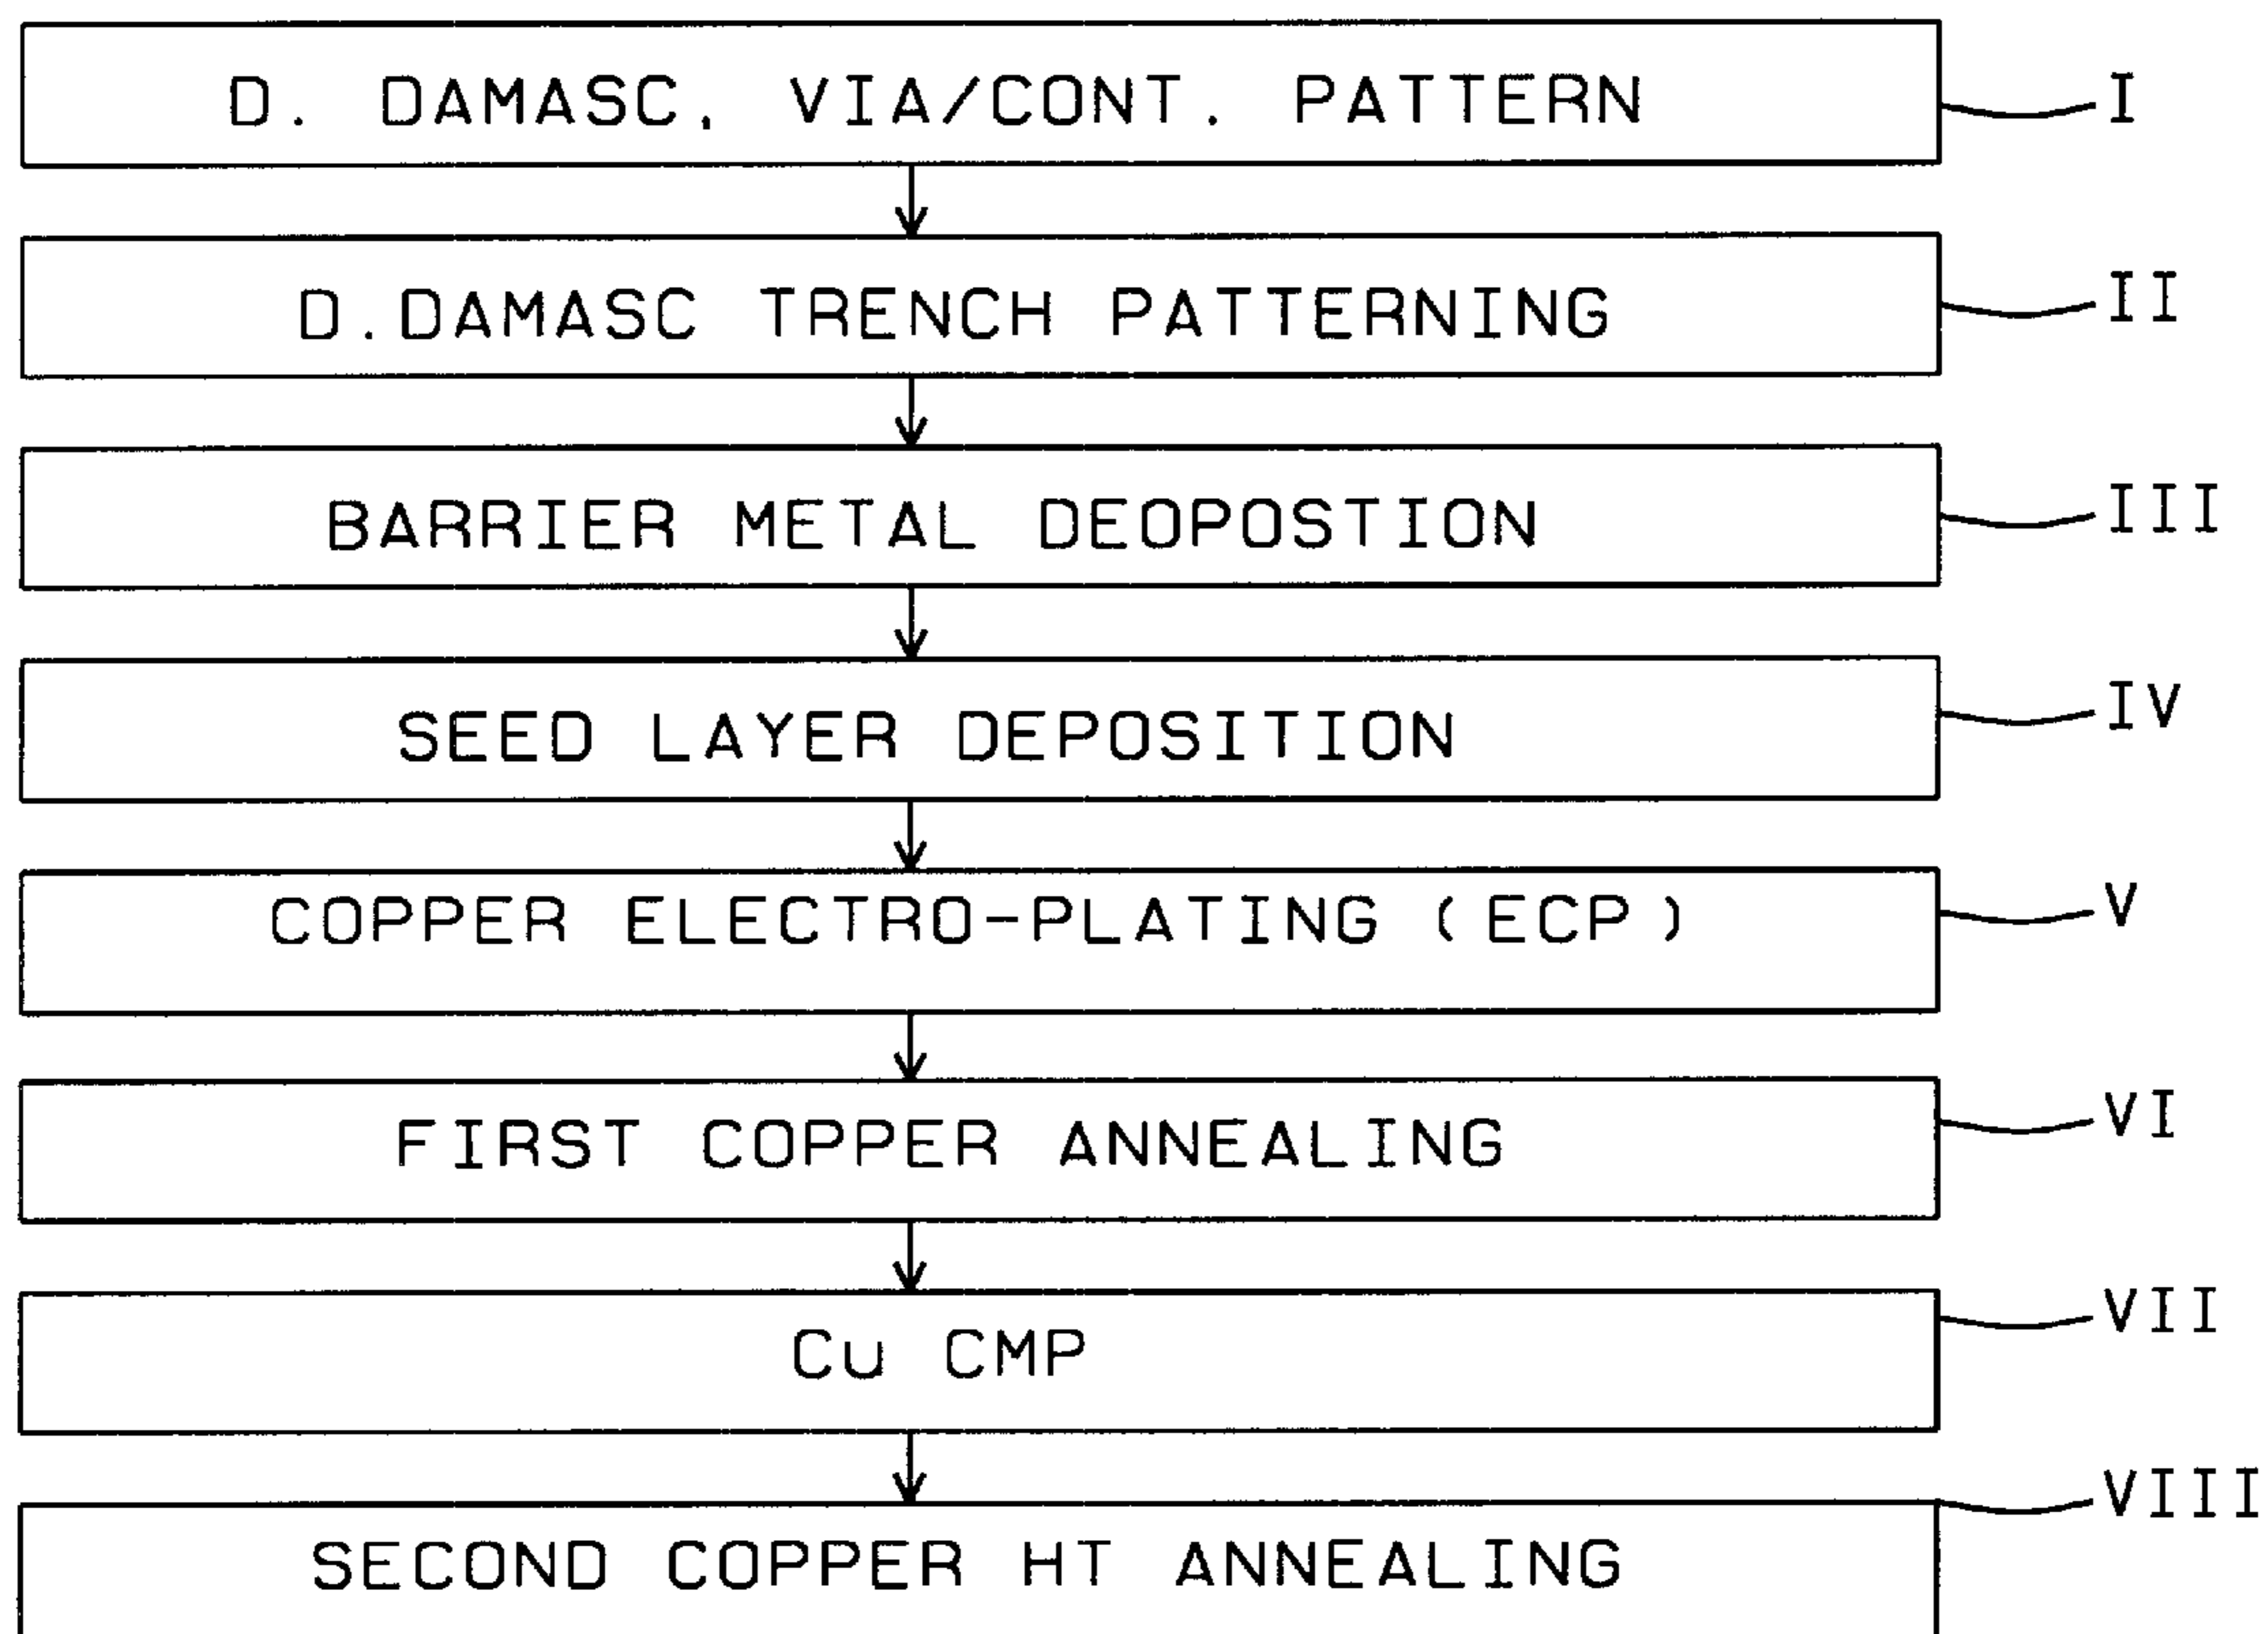 D. DAMASC. VIA/CONT. PATTERN I
D.DAMASC TRENCH PATTERNING II
BARRIER METAL DEOPOSTION III
SEED LAYER DEPOSITION IV
COPPER ELECTRO-PLATING (ECP) V
FIRST COPPER ANNEALING VI
Cu CMP VII
SECOND COPPER HT ANNEALING VIII